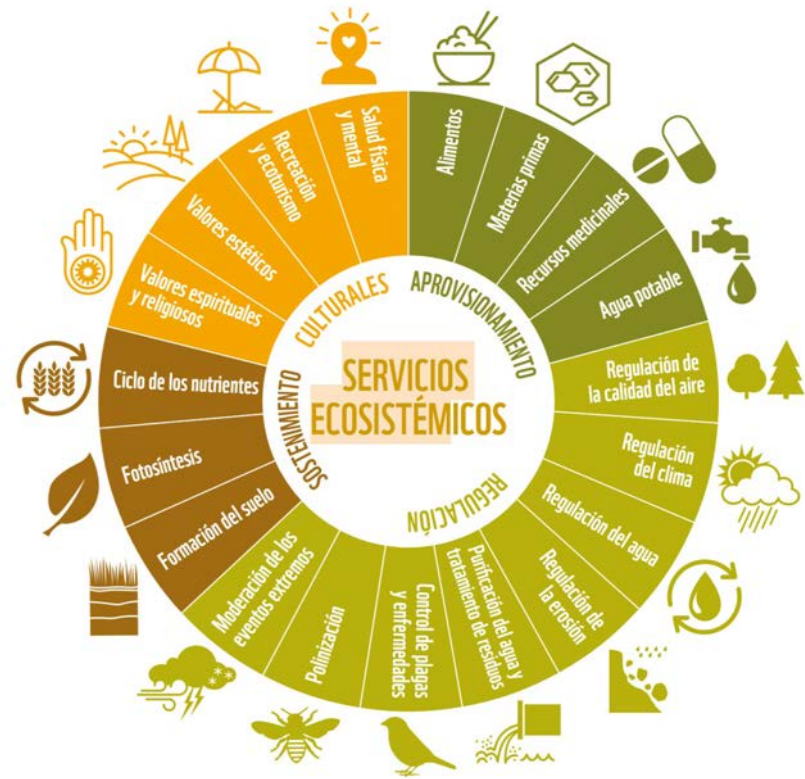 SERVICIOS
ECOSISTÉMICOS
CULTURALES
APROVISIONAMIENTO
REGULACIÓN
SOSTENIMIENTO
Alimentos
Materias primas
Recursos medicinales
Agua potable
Regulación de
la calidad del aire
Regulación
del clima
Regulación del agua
Regulación de
la erosión
Purificación del agua y
tratamiento de residuos
Control de plagas
y enfermedades
Polinización
Moderación de los
eventos extremos
Formación del suelo
Fotosíntesis
Ciclo de los nutrientes
Valores espirituales
y religiosos
Valores estéticos
Recreación
y ecoturismo
Salud física
y mental